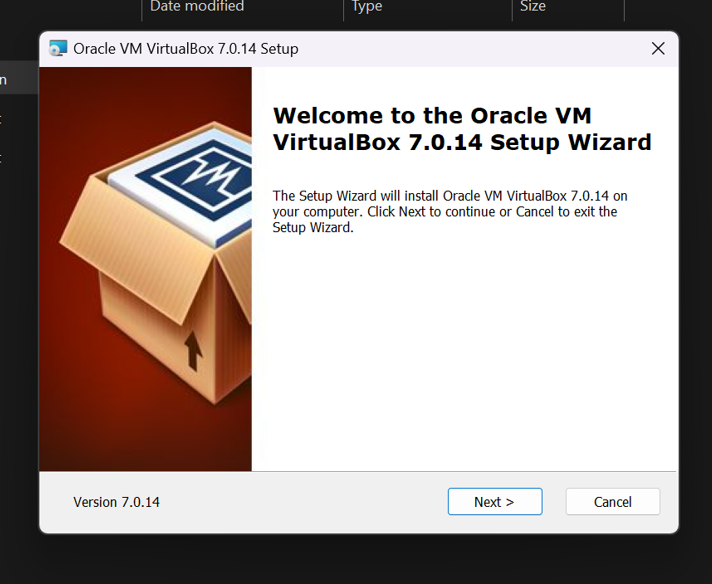 Date modified Type Size
Oracle VM VirtualBox 7.0.14 Setup
n
Welcome to the Oracle VM
VirtualBox 7.0.14 Setup Wizard
The Setup Wizard will install Oracle VM VirtualBox 7.0.14 on
your computer. Click Next to continue or Cancel to exit the
Setup Wizard.
Version 7.0.14 Next > Cancel